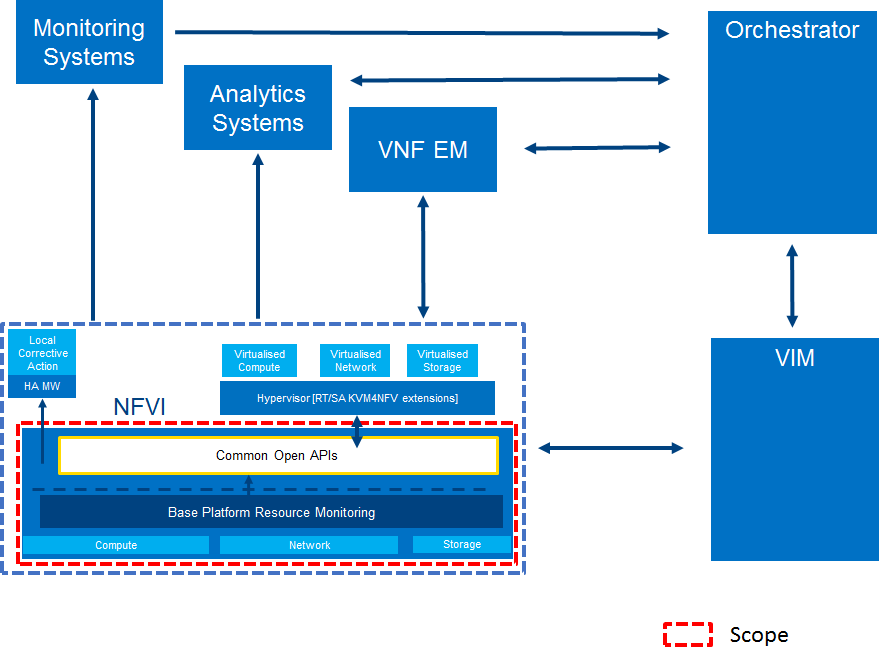 Monitoring
Systems
Orchestrator
Analytics
Systems
VNF EM
Local
Corrective
Action
HA MW
Virtualised
Compute
Virtualised
Network
Virtualised
Storage
VIM
Hypervisor [RT/SA KVM4NFV extensions]
NFVI
Common Open APIs
Base Platform Resource Monitoring
Compute
Network
Storage
Scope